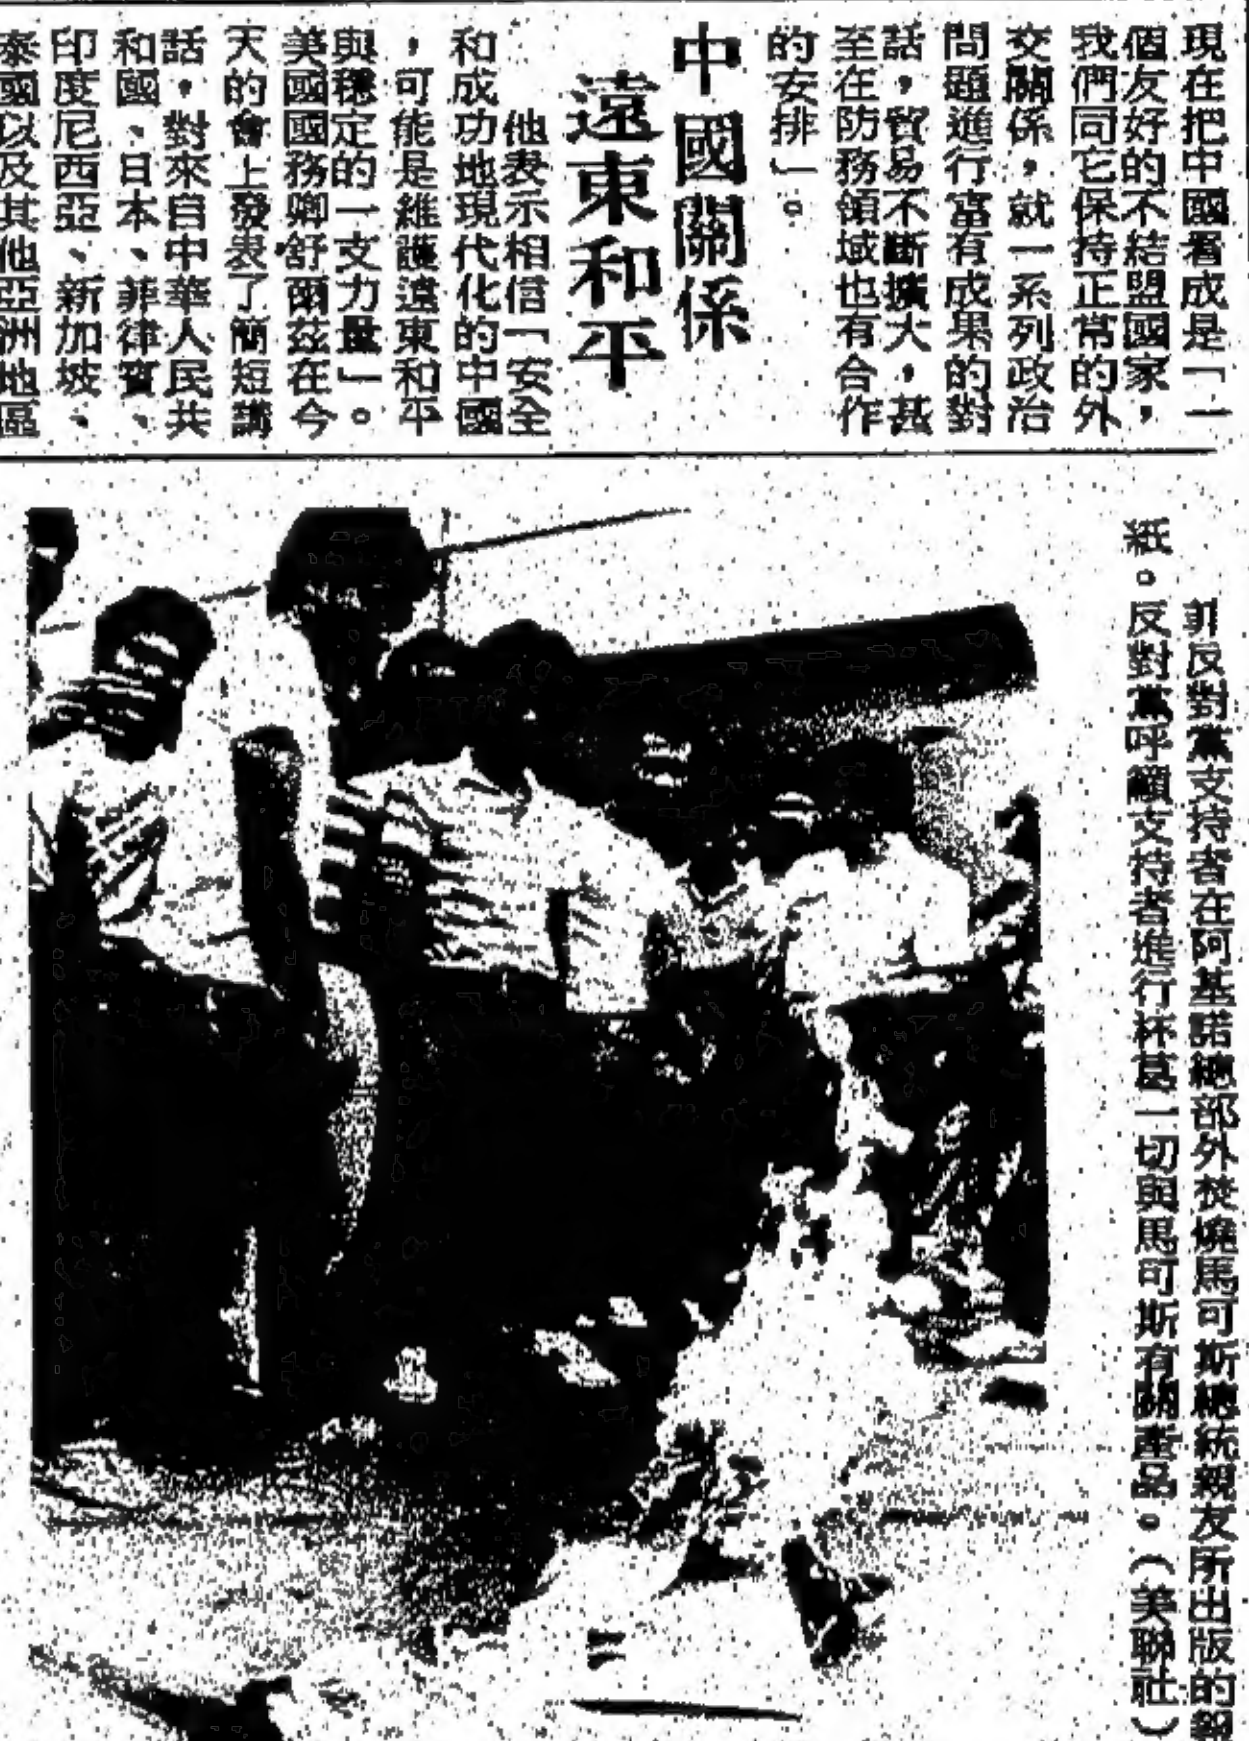 現在把中國看成是「一
個友好的不結盟國家，
我們同它保持正常的外
交關係，就一系列政治
問題進行富有成果的對
話，貿易不斷擴大，甚
至在防務領域也有合作
的安排」。
中國關係
遠東和平
他表示相信「安全
和成功地現代化的中國
，可能是維護遠東和平
與穩定的一支力量」。
美國國務卿舒爾茲在今
天的會上發表了簡短講
話，對來自中華人民共
和國、日本、菲律賓、
印度尼西亞、新加坡、
泰國以及其他亞洲地區
菲反對黨支持者在阿基諾總部外焚燒馬可斯總統親友所出版的報
紙。反對黨呼籲支持者進行杯葛一切與馬可斯有關產品。（美聯社）